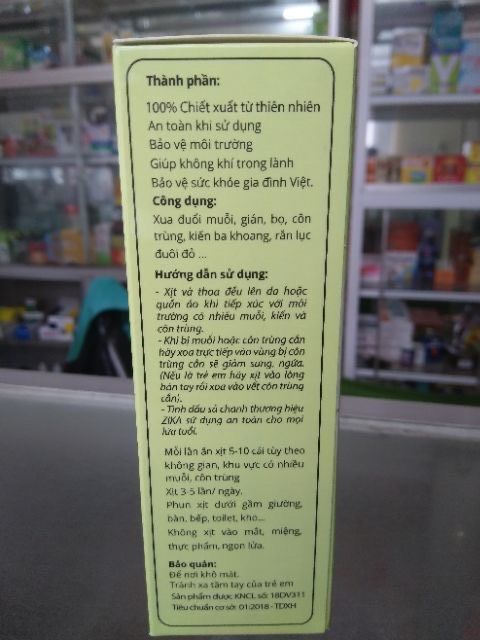 Thành phần:
100% Chiết xuất từ thiên nhiên
An toàn khi sử dụng
Bảo vệ môi trường
Giúp không khí trong lành
Bảo vệ sức khỏe gia đình Việt.
Công dụng:
Xua đuổi muỗi, gián, bọ, côn
trùng, kiến ba khoang, rắn lục
đuôi đỏ ...
Hướng dẫn sử dụng:
- Xịt và thoa đều lên da hoặc
quần áo khi tiếp xúc với môi
trường có nhiều muỗi, kiến và
côn trùng.
- Khi bị muỗi hoặc côn trùng cắn
hãy xoa trực tiếp vào vùng bị côn
trùng cắn sẽ giảm sưng, ngứa.
(Nếu là trẻ em hãy xịt vào lòng
bàn tay rồi xoa vào vết côn trùng
cắn).
- Tinh dầu sả chanh thương hiệu
ZIKA sử dụng an toàn cho mọi
lứa tuổi.
Mỗi lần ấn xịt 5-10 cái tùy theo
không gian, khu vực có nhiều
muỗi, côn trùng
Xịt 3-5 lần/ ngày.
Phun xịt dưới gầm giường,
bàn, bếp, toilet, kho...
Không xịt vào mắt, miệng,
thực phẩm, ngọn lửa.
Bảo quản:
Để nơi khô mát.
Tránh xa tầm tay của trẻ em
Sản phẩm được KNCL số: 18DV311
Tiêu chuẩn cơ sở: 01:2018 - TDXH